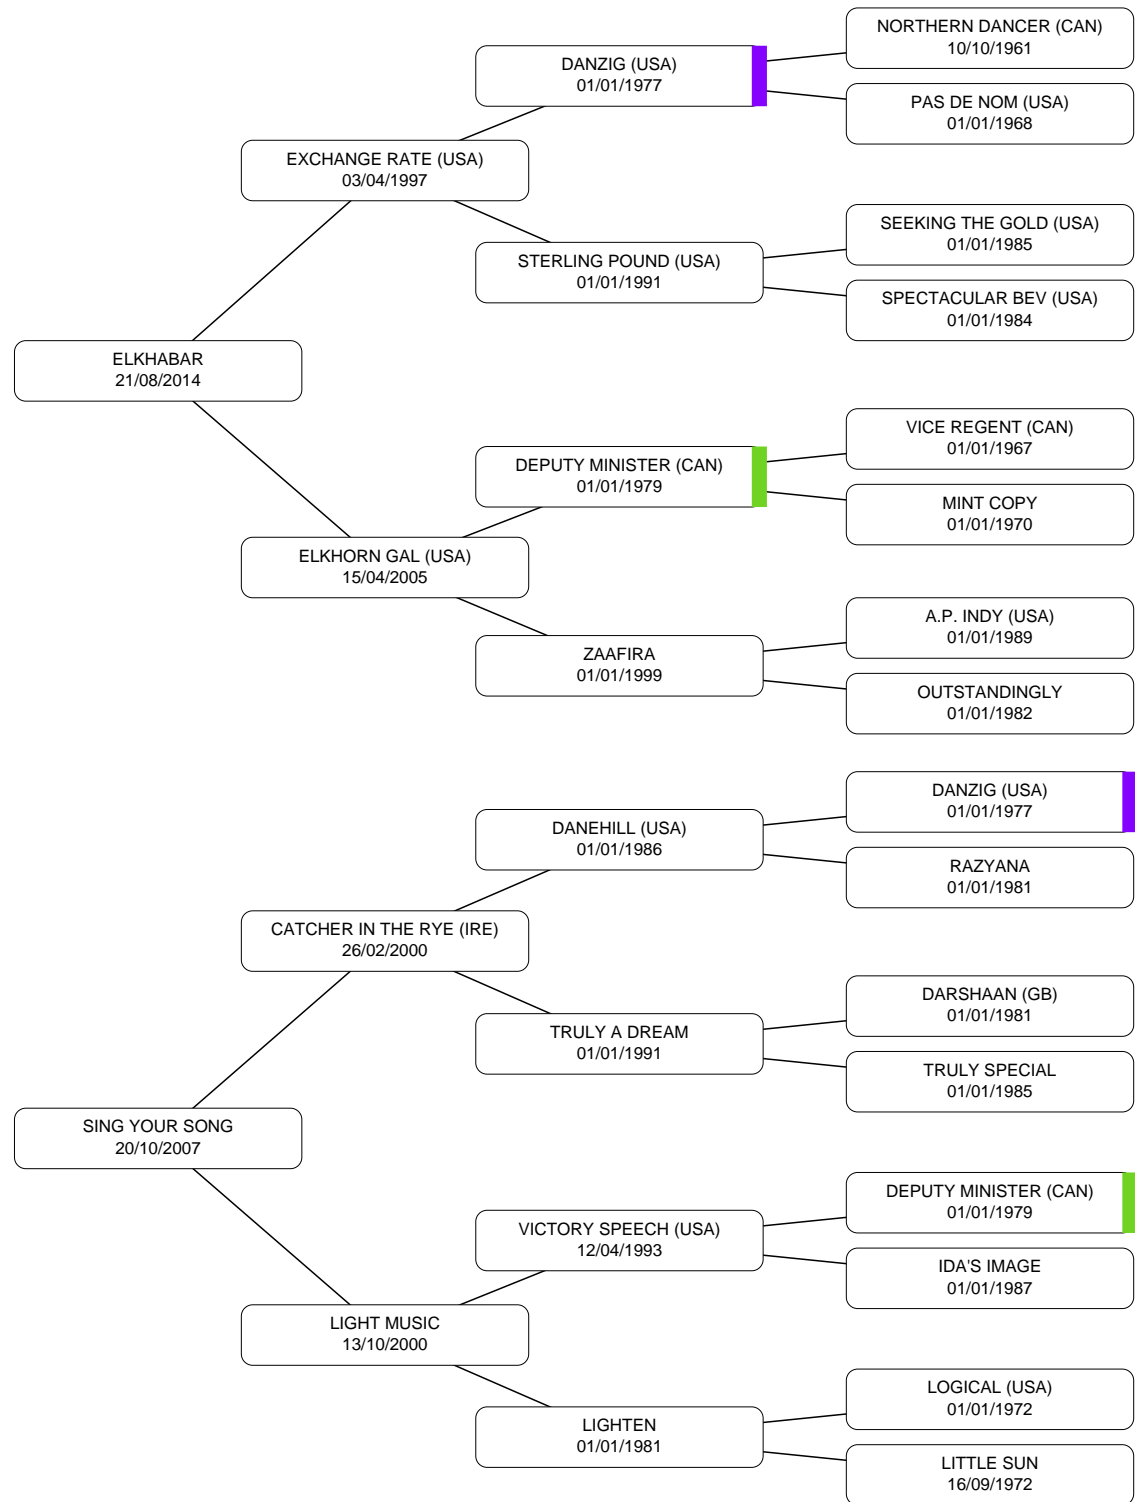 NORTHERN DANCER (CAN)
10/10/1961
DANZIG (USA)
01/01/1977
PAS DE NOM (USA)
01/01/1968
EXCHANGE RATE (USA)
03/04/1997
SEEKING THE GOLD (USA)
01/01/1985
STERLING POUND (USA)
01/01/1991
SPECTACULAR BEV (USA)
01/01/1984
ELKHABAR
21/08/2014
VICE REGENT (CAN)
01/01/1967
DEPUTY MINISTER (CAN)
01/01/1979
MINT COPY
01/01/1970
ELKHORN GAL (USA)
15/04/2005
A.P. INDY (USA)
01/01/1989
ZAAFIRA
01/01/1999
OUTSTANDINGLY
01/01/1982
DANZIG (USA)
01/01/1977
DANEHILL (USA)
01/01/1986
RAZYANA
01/01/1981
CATCHER IN THE RYE (IRE)
26/02/2000
DARSHAAN (GB)
01/01/1981
TRULY A DREAM
01/01/1991
TRULY SPECIAL
01/01/1985
SING YOUR SONG
20/10/2007
DEPUTY MINISTER (CAN)
01/01/1979
VICTORY SPEECH (USA)
12/04/1993
IDA'S IMAGE
01/01/1987
LIGHT MUSIC
13/10/2000
LOGICAL (USA)
01/01/1972
LIGHTEN
01/01/1981
LITTLE SUN
16/09/1972